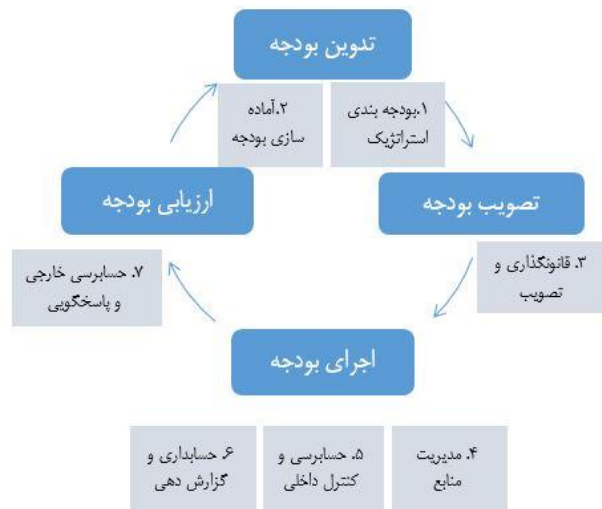 تدوین بودجه
۱.بودجه بندی
استراتژیک
۲.آماده
سازی بودجه
تصویب بودجه
۳. قانونگذاری و
تصویب
اجرای بودجه
۴. مدیریت
منابع
۵. حسابرسی و
کنترل داخلی
۶. حسابداری و
گزارش دهی
ارزیابی بودجه
۷. حسابرسی خارجی
و پاسخگویی